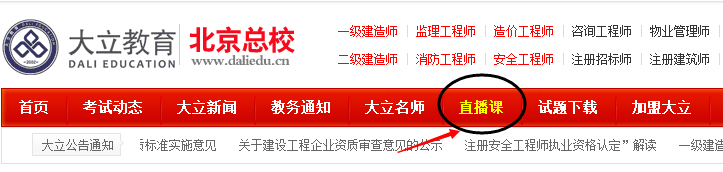 大立教育
DALI EDUCATION
北京总校
www.daliedu.cn
一级建造师 监理工程师 造价工程师 咨询工程师 物业管理师
二级建造师 消防工程师 安全工程师 注册招标师 注册建筑师
首页 考试动态 大立新闻 教务通知 大立名师 直播课 试题下载 加盟大立
大立公告通知 标准实施意见 关于建设工程企业资质审查意见的公示 注册安全工程师执业资格认定”解读 一级建造